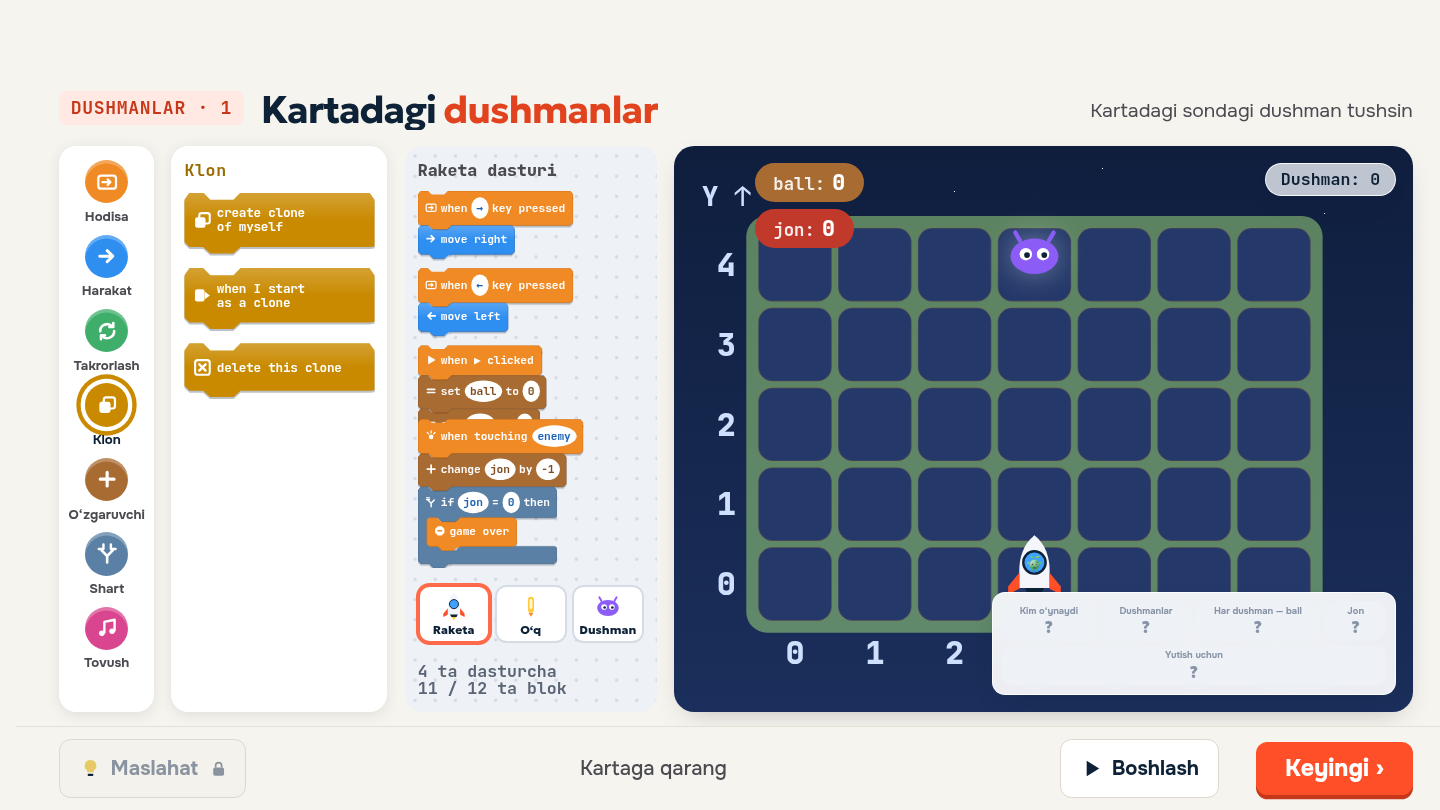 DUSHMANLAR · 1
Kartadagi dushmanlar
Kartadagi sondagi dushman tushsin
Hodisa
Harakat
Takrorlash
Klon
Oʻzgaruvchi
Shart
Tovush
Klon
create clone
of myself
when I start
as a clone
delete this clone
Raketa dasturi
when → key pressed
move right
when ← key pressed
move left
when ▶ clicked
set ball to 0
when touching enemy
change jon by -1
if jon = 0 then
game over
Raketa
Oʻq
Dushman
4 ta dasturcha
11 / 12 ta blok
Y ↑
ball: 0
jon: 0
Dushman: 0
4
3
2
1
0
0 1 2
Kim oʻynaydi
?
Dushmanlar
?
Har dushman — ball
?
Jon
?
Yutish uchun
?
Maslahat
Kartaga qarang
Boshlash
Keyingi ›